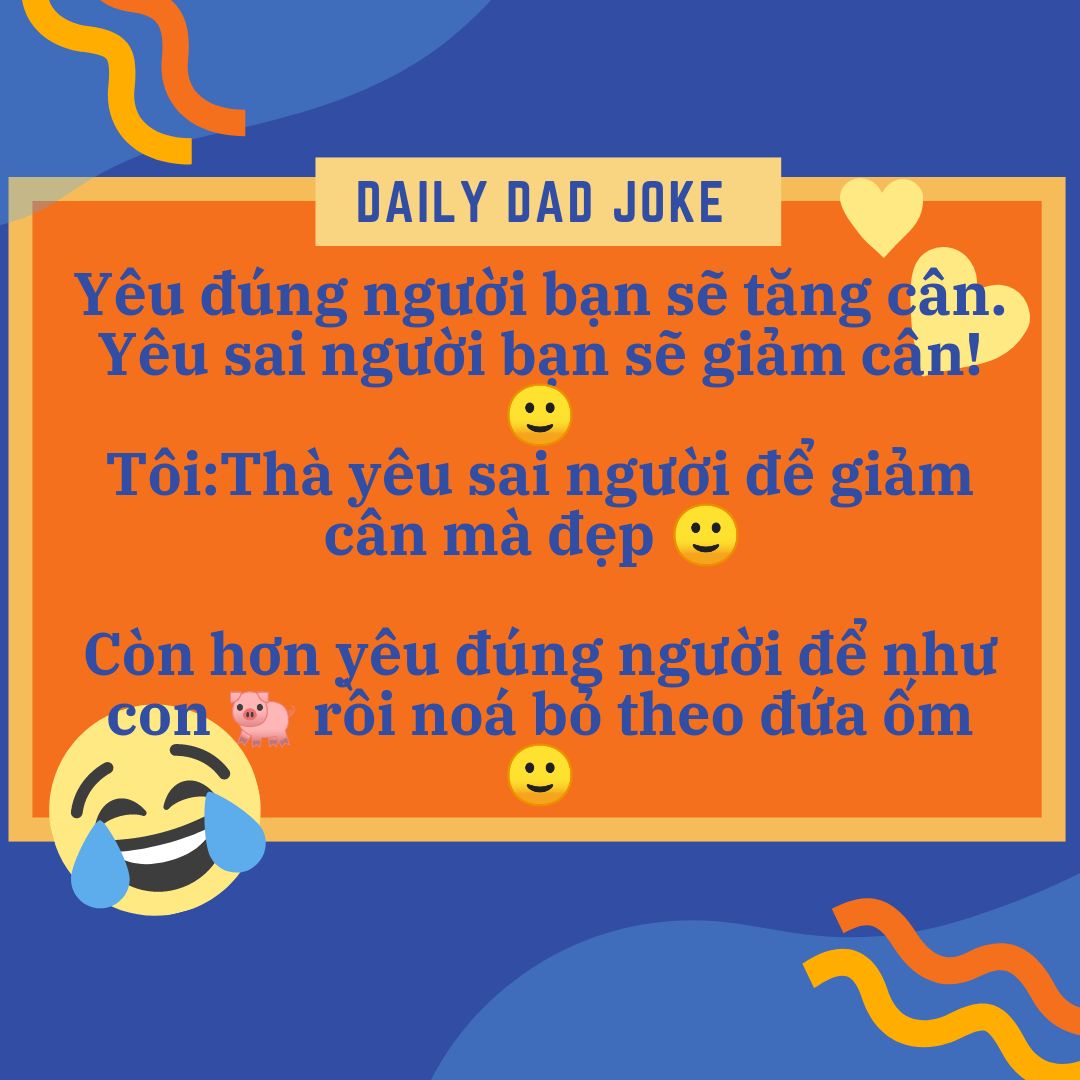 DAILY DAD JOKE
Yêu đúng người bạn sẽ tăng cân.
Yêu sai người bạn sẽ giảm cân!
🙂
Tôi:Thà yêu sai người để giảm
cân mà đẹp 🙂
Còn hơn yêu đúng người để như
con 🐖 rồi noá bỏ theo đứa ốm
🙂